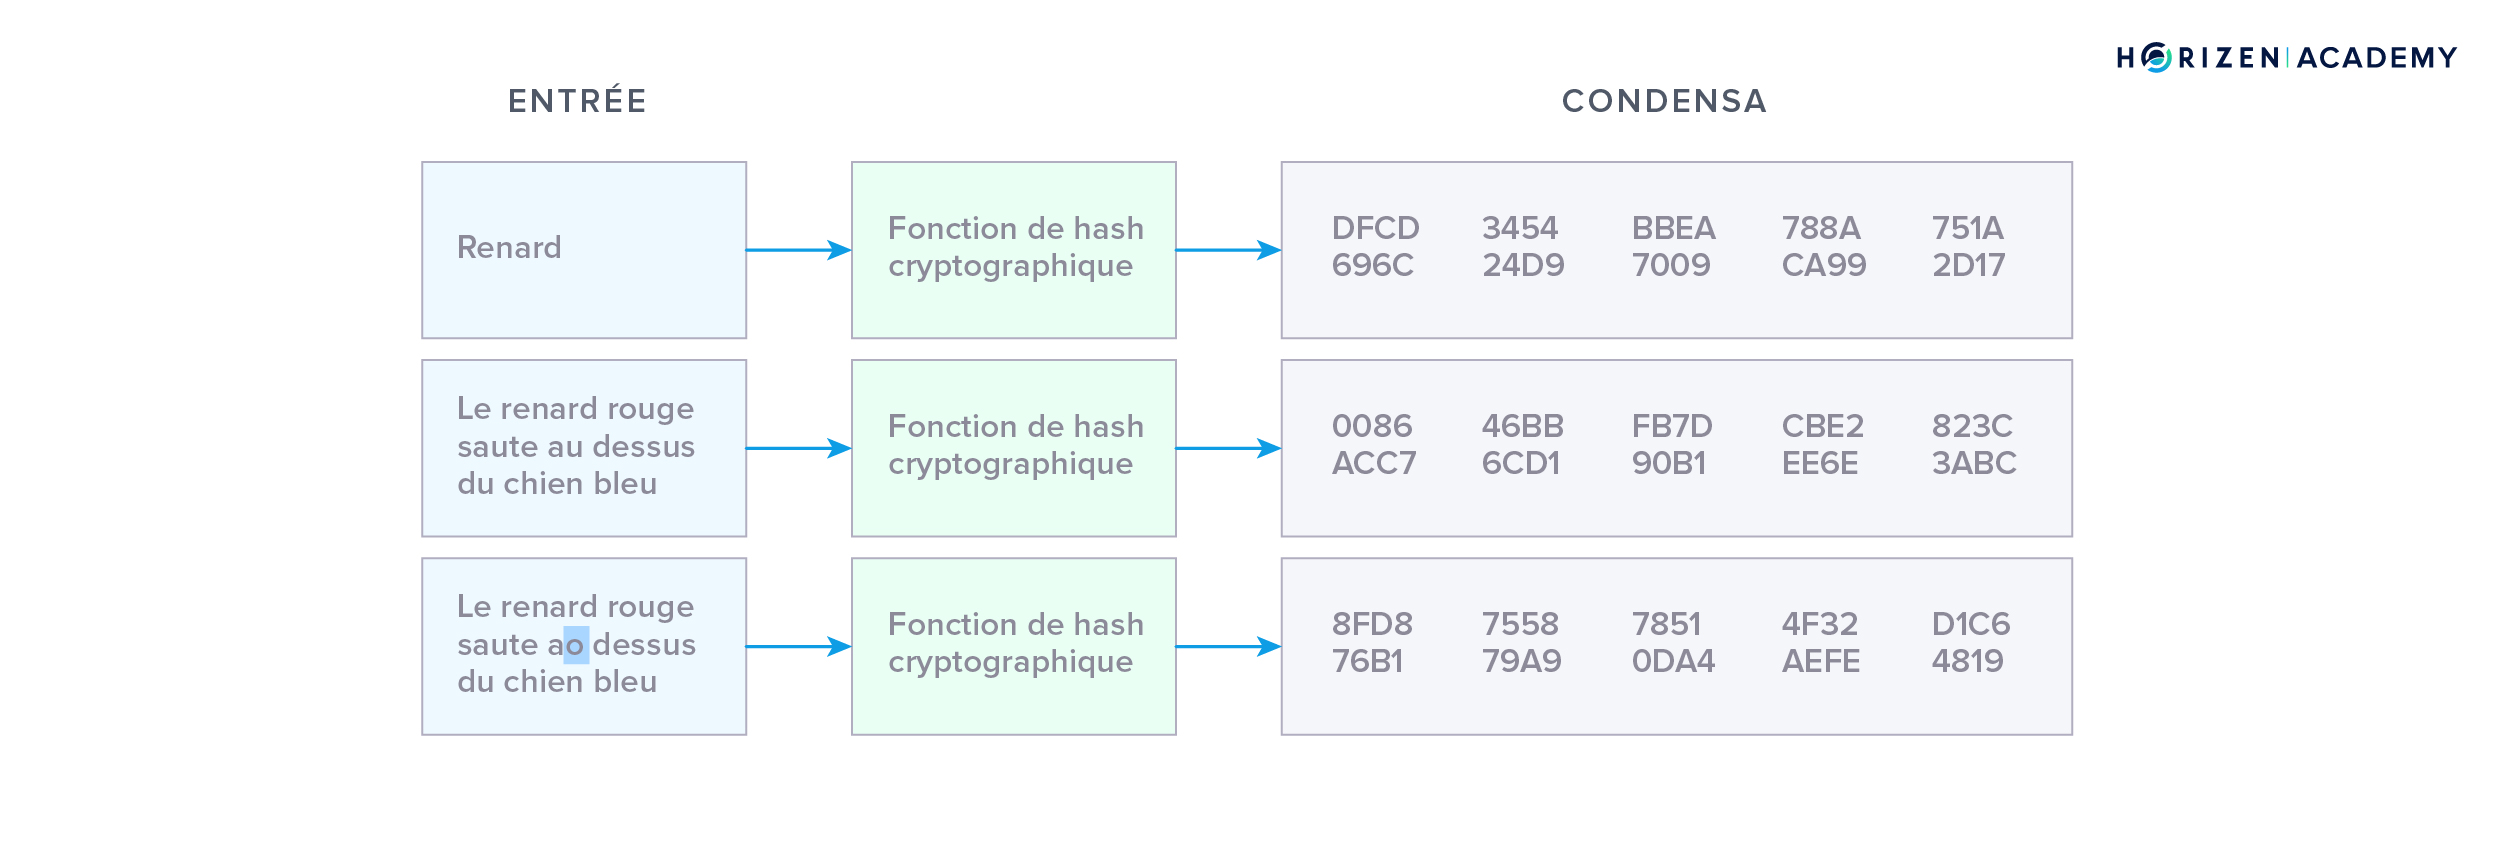 HORIZEN | ACADEMY
ENTRÉE
CONDENSA
Renard
Fonction de hash
cryptographique
DFCD 3454 BBEA 788A 751A
696C 24D9 7009 CA99 2D17
Le renard rouge
saute au dessus
du chien bleu
Fonction de hash
cryptographique
0086 46BB FB7D CBE2 823C
ACC7 6CD1 90B1 EE6E 3ABC
Le renard rouge
saute ao dessus
du chien bleu
Fonction de hash
cryptographique
8FD8 7558 7851 4F32 D1C6
76B1 79A9 0DA4 AEFE 4819